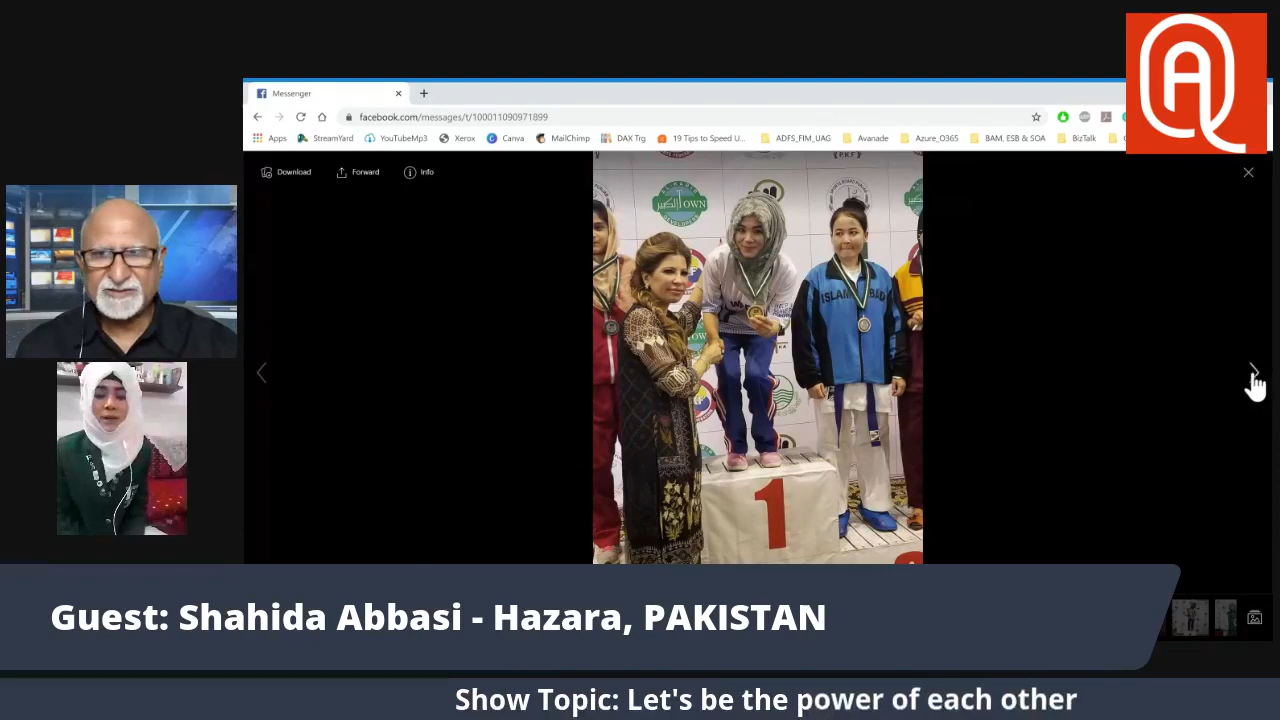 Messenger
facebook.com/messages/t/100011090971899
Apps StreamYard YouTubeMp3 Xerox Canva MailChimp DAX Trg 19 Tips to Speed U... ADFS_FIM_UAG Avanade Azure_O365 BAM, ESB & SOA BizTalk
Download Forward Info
P.K.F
TOWN
DEVELOPERS
ISLAMABAD
1
Guest: Shahida Abbasi - Hazara, PAKISTAN
Show Topic: Let's be the power of each other